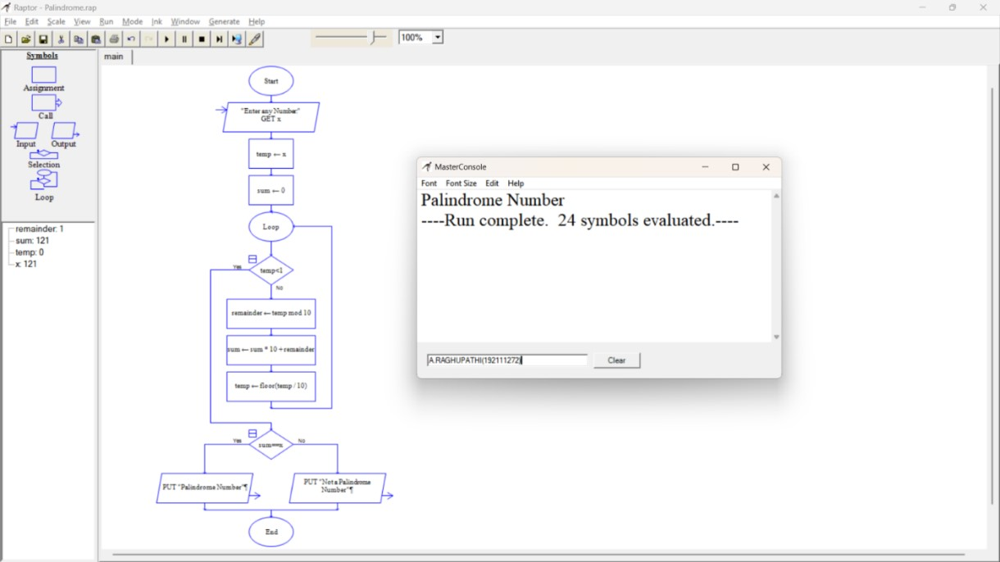 Raptor - Palindrome.rap
File Edit Scale View Run Mode Ink Window Generate Help
100%
Symbols
Assignment
Call
Input Output
Selection
Loop
remainder: 1
sum: 121
temp: 0
x: 121
main
Start
"Enter any Number"
GET x
temp ← x
sum ← 0
Loop
Yes
temp<1
No
remainder ← temp mod 10
sum ← sum * 10 + remainder
temp ← floor(temp / 10)
Yes
sum==x
No
PUT "Palindrome Number"¶
PUT "Not a Palindrome
Number"¶
End
MasterConsole
Font Font Size Edit Help
Palindrome Number
----Run complete. 24 symbols evaluated.----
A.RAGHUPATHI(192111272)
Clear